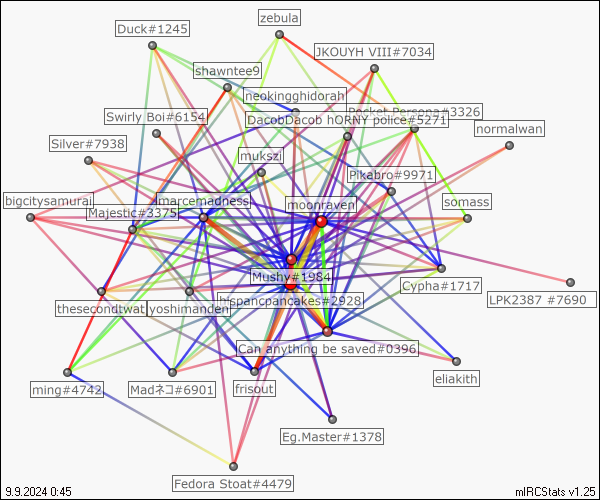 zebula
Duck#1245
JKOUYH VIII#7034
shawntee9
neokingghidorah
Pocket Persona#3326
Swirly Boi#6154
DacobDacob hORNY police#5271
normalwan
Silver#7938
mukszi
Pikabro#9971
bigcitysamurai
marcemadness
moonraven
somass
Majestic#3375
Mushy#1984
Cypha#1717
thesecondtwat
yoshimanden
hfspancpancakes#2928
LPK2387 #7690
Can anything be saved#0396
eliakith
ming#4742
Madネコ#6901
frisout
Eg.Master#1378
Fedora Stoat#4479
9.9.2024 0:45
mIRCStats v1.25